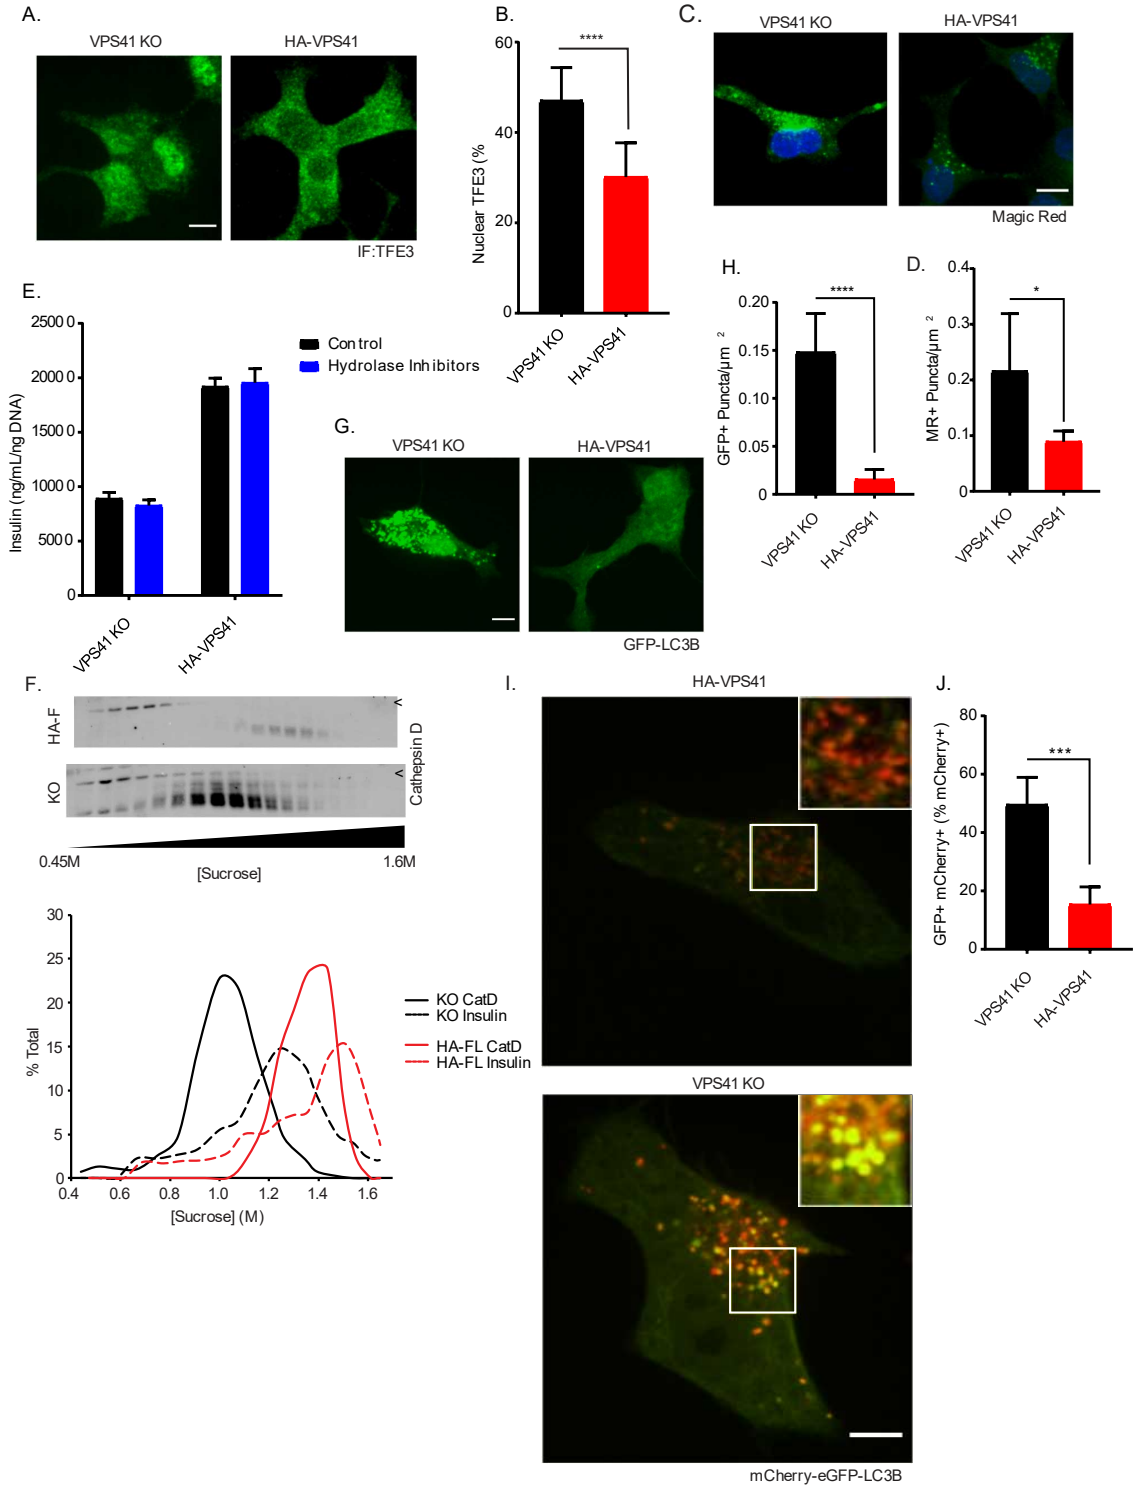 A.
VPS41 KO
HA-VPS41
IF:TFE3
B.
****
Nuclear TFE3 (%
60
40
20
0
VPS41 KO
HA-VPS41
C.
VPS41 KO
HA-VPS41
Magic Red
D.
*
MR+ Puncta/µm 2
0.4
0.3
0.2
0.1
0
VPS41 KO
HA-VPS41
E.
Insulin (ng/mL/ng DNA)
2500 0
2000 0
1500 0
1000 0
5000
0
VPS41 KO
HA-VPS41
Control
Hydrolase Inhibitors
F.
HA-F
KO
<
<
Cathepsin D
0.45M
1.6M
[Sucrose]
% Total
30
25
20
15
10
5
0
0.4
0.6
0.8
1.0
1.2
1.4
1.6
[Sucrose] (M)
KO CatD
KO Insulin
HA-FL CatD
HA-FL Insulin
G.
VPS41 KO
HA-VPS41
GFP-LC3B
H.
****
GFP+ Puncta/µm 2
0.20
0.15
0.10
0.05
0
VPS41 KO
HA-VPS41
I.
HA-VPS41
VPS41 KO
mCherry-eGFP-LC3B
J.
***
GFP+ mCherry+ (% mCherry+)
80
60
40
20
0
VPS41 KO
HA-VPS41